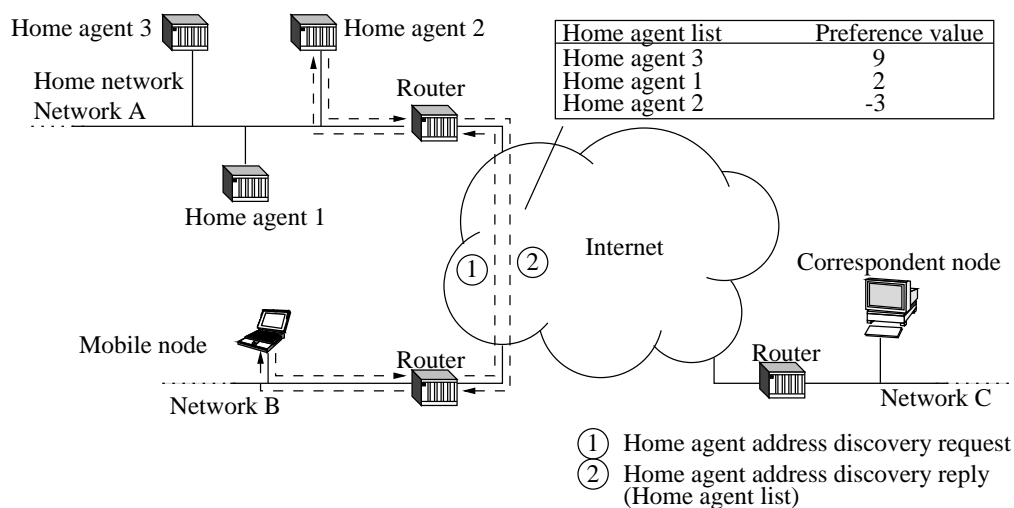 Home agent 3
Home agent 2
Home agent list Preference value
Home agent 3 9
Home agent 1 2
Home agent 2 -3
Home network
Network A
Router
Home agent 1
Internet
1
2
Correspondent node
Mobile node
Router
Router
Network B
Network C
1 Home agent address discovery request
2 Home agent address discovery reply
(Home agent list)